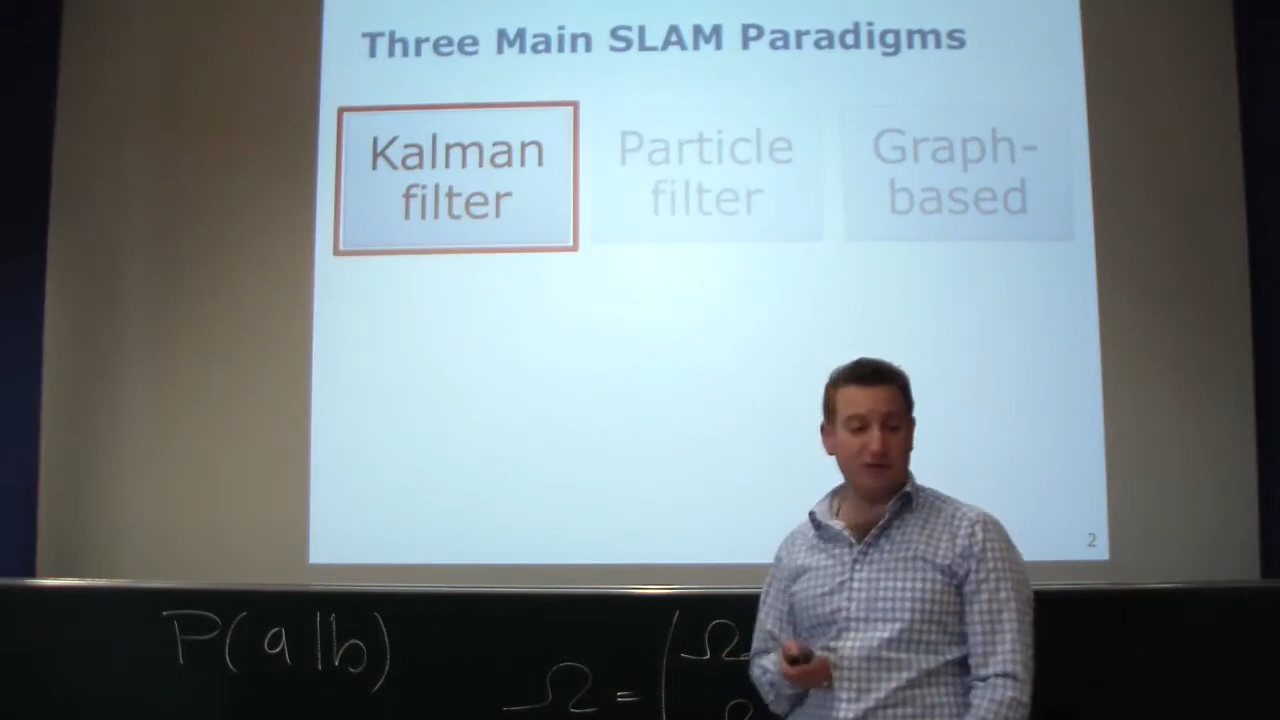 Three Main SLAM Paradigms
Kalman
filter
Particle
filter
Graph-
based
2
P(a|b)
Ω = ( Ω
Ω